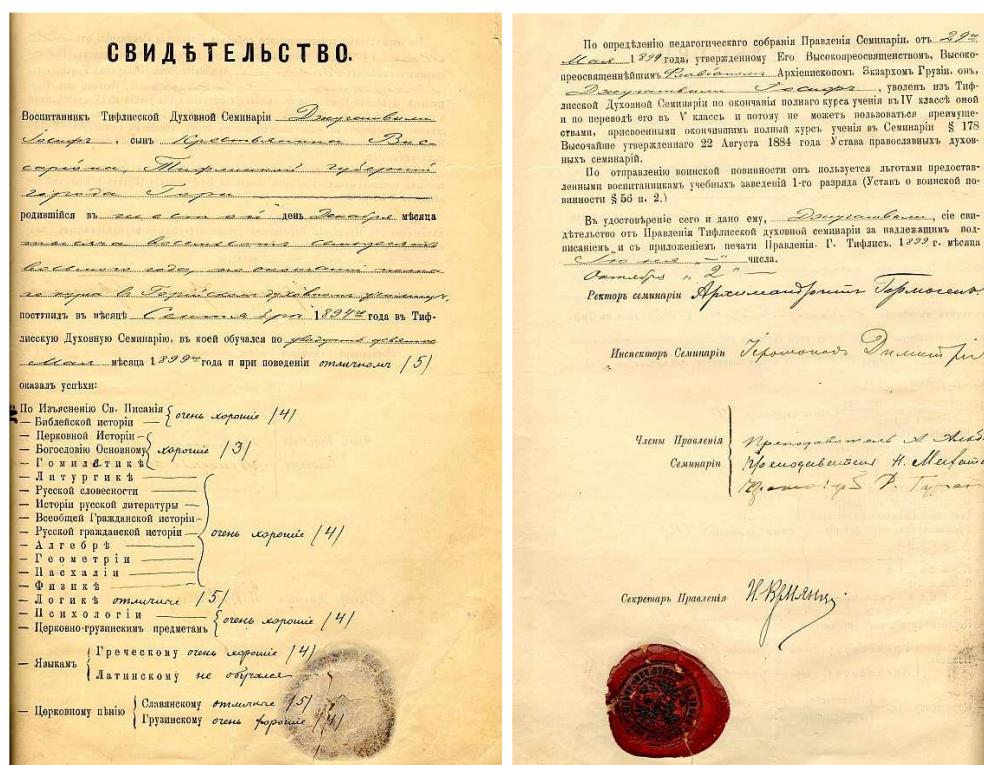 СВИДѢТЕЛЬСТВО.
Воспитанникъ Тифлисской Духовной Семинаріи Джугашвили
Іосифъ, сынъ крестьянина Вис-
саріона, Тифлисской губерніи
города Гори
родившійся въ шестой день Декабря мѣсяца
тысяча восемьсотъ семьдесятъ
восьмого года, по окончаніи полна-
го курса въ Горійскомъ духовномъ училищѣ,
поступилъ въ мѣсяцѣ Сентябрѣ 1894го года въ Тиф-
лисскую Духовную Семинарію, въ коей обучался по двадцать девятое
Мая мѣсяца 1899го года и при поведеніи отличномъ /5/
оказалъ успѣхи:
По Изъясненію Св. Писанія
— Библейской исторіи — очень хорошіе /4/
— Церковной Исторіи
— Богословію Основному хорошіе /3/
— Гомилетикѣ
— Литургикѣ
— Русской словесности
— Исторіи русской литературы
— Всеобщей Гражданской исторіи
— Русской гражданской исторіи — очень хорошіе /4/
— Алгебрѣ
— Геометріи
— Пасхаліи
— Физикѣ
— Логикѣ отличные /5/
— Психологіи
— Церковно-грузинскимъ предметамъ очень хорошіе /4/
— Языкамъ
Греческому очень хорошіе /4/
Латинскому не обучался
— Церковному пѣнію
Славянскому отличные /5/
Грузинскому очень хорошіе /4/
По опредѣленію педагогическаго собранія Правленія Семинаріи, отъ 29го
Мая 1899 года, утвержденному Его Высокопреосвященствомъ, Высоко-
преосвященнѣйшимъ Флавіаномъ Архіепископомъ Экзархомъ Грузіи, онъ,
Джугашвили Іосифъ, уволенъ изъ Тиф-
лисской Духовной Семинаріи по окончаніи полнаго курса ученія въ IV классѣ оной
и по переводѣ его въ V классъ и потому не можетъ пользоваться преимуще-
ствами, присвоенными окончившимъ полный курсъ ученія въ Семинаріи § 178
Высочайше утвержденнаго 22 Августа 1884 года Устава православныхъ духов-
ныхъ семинарій.
По отправленію воинской повинности онъ пользуется льготами предостав-
ленными воспитанникамъ учебныхъ заведеній 1-го разряда (Уставъ о воинской по-
винности § 56 п. 2.)
Въ удостовѣреніе сего и дано ему, Джугашвили, сіе сви-
дѣтельство отъ Правленія Тифлисской духовной семинаріи за надлежащимъ под-
писаніемъ и съ приложеніемъ печати Правленія. Г. Тифлисъ. 1899 г. мѣсяца
Іюня „—" числа.
Октября „2" —
Ректоръ семинаріи Архимандритъ Гермогенъ.
Инспекторъ Семинаріи Іеромонахъ Димитрій
Члены Правленія
Семинаріи
Преподаватель А.
Преподаватель Н.
Секретарь Правленія